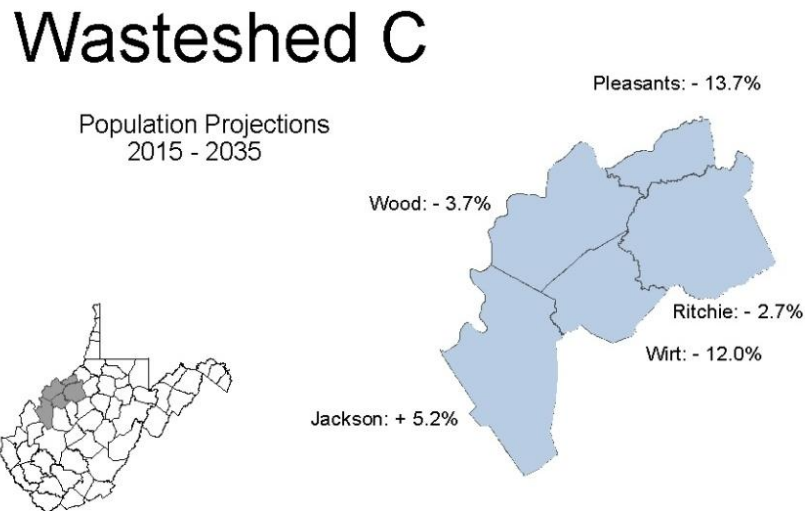 Wasteshed C
Population Projections
2015 - 2035
Pleasants: - 13.7%
Wood: - 3.7%
Ritchie: - 2.7%
Wirt: - 12.0%
Jackson: + 5.2%